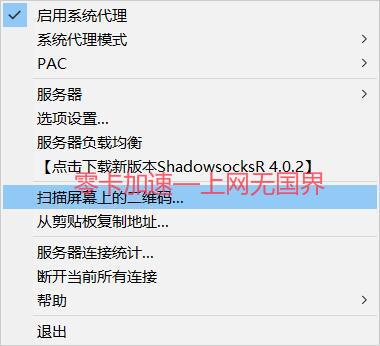 启用系统代理
系统代理模式
PAC
服务器
选项设置...
服务器负载均衡
【点击下载新版本ShadowsocksR 4.0.2】
零卡加速一上网无国界
扫描屏幕上的二维码...
从剪贴板复制地址...
服务器连接统计...
断开当前所有连接
帮助
退出